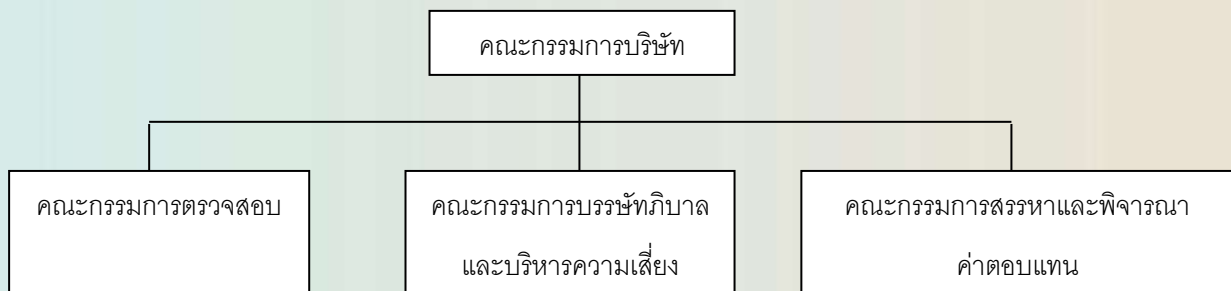 คณะกรรมการบริษัท
คณะกรรมการตรวจสอบ
คณะกรรมการบรรษัทภิบาล
และบริหารความเสี่ยง
คณะกรรมการสรรหาและพิจารณา
ค่าตอบแทน